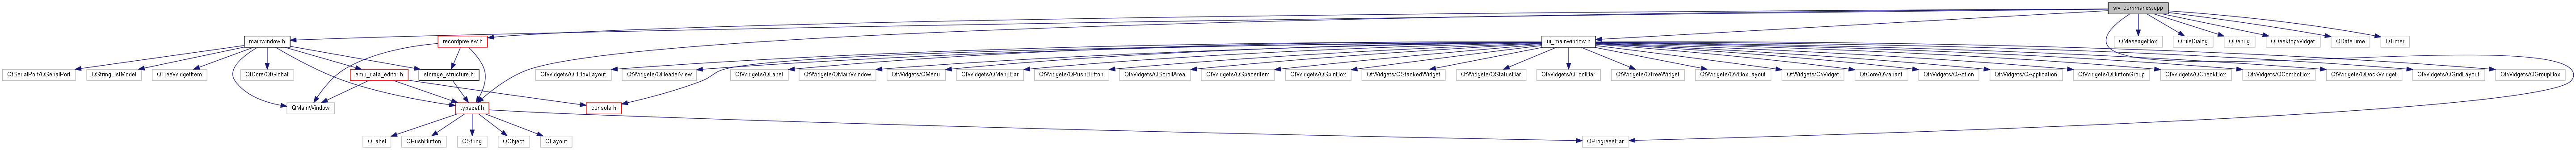 srv_commands.cpp
mainwindow.h
recordpreview.h
ui_mainwindow.h
QMessageBox
QFileDialog
QDebug
QDesktopWidget
QDateTime
QTimer
QtSerialPort/QSerialPort
QStringListModel
QTreeWidgetItem
QtCore/QtGlobal
emu_data_editor.h
storage_structure.h
QtWidgets/QHBoxLayout
QtWidgets/QHeaderView
QtWidgets/QLabel
QtWidgets/QMainWindow
QtWidgets/QMenu
QtWidgets/QMenuBar
QtWidgets/QPushButton
QtWidgets/QScrollArea
QtWidgets/QSpacerItem
QtWidgets/QSpinBox
QtWidgets/QStackedWidget
QtWidgets/QStatusBar
QtWidgets/QToolBar
QtWidgets/QTreeWidget
QtWidgets/QVBoxLayout
QtWidgets/QWidget
QtCore/QVariant
QtWidgets/QAction
QtWidgets/QApplication
QtWidgets/QButtonGroup
QtWidgets/QCheckBox
QtWidgets/QComboBox
QtWidgets/QDockWidget
QtWidgets/QGridLayout
QtWidgets/QGroupBox
QMainWindow
typedef.h
console.h
QLabel
QPushButton
QString
QObject
QLayout
QProgressBar